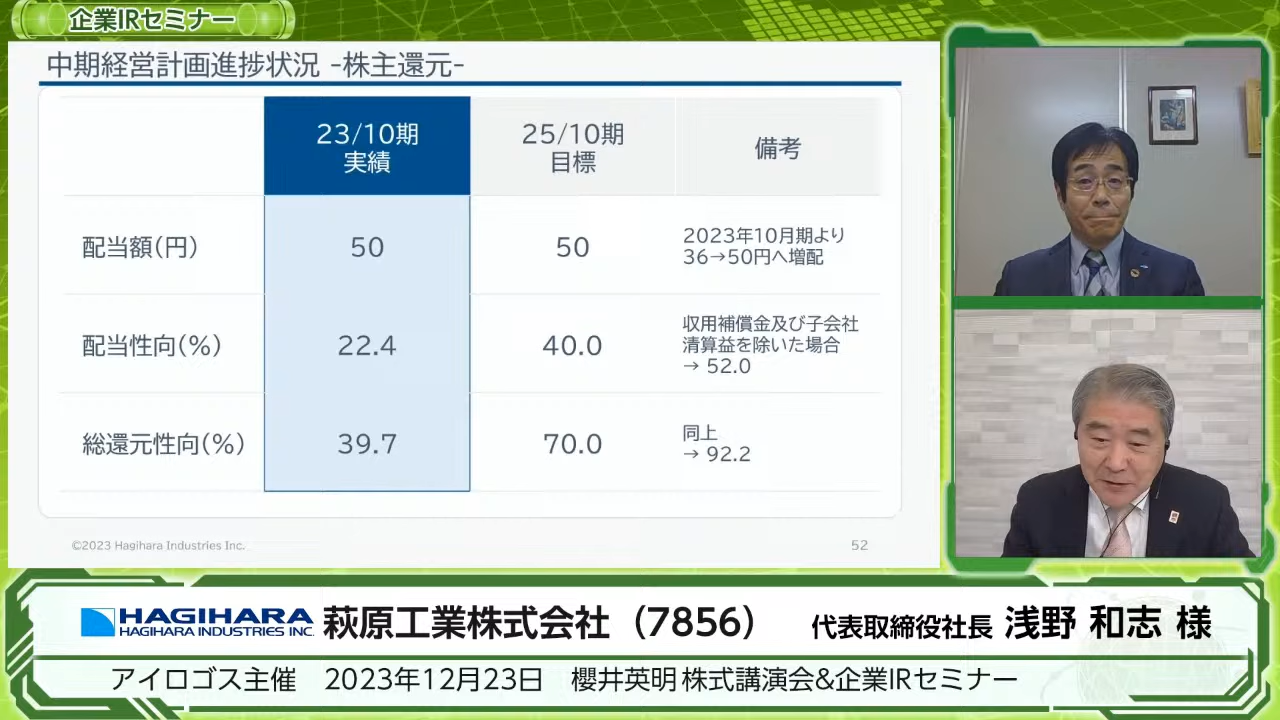 企業IRセミナー
中期経営計画進捗状況 -株主還元-
23/10期
実績
25/10期
目標
備考
配当額(円)
50
50
2023年10月期より
36→50円へ増配
配当性向(%)
22.4
40.0
収用補償金及び子会社
清算益を除いた場合
→ 52.0
総還元性向(%)
39.7
70.0
同上
→ 92.2
©2023 Hagihara Industries Inc.
52
HAGIHARA
HAGIHARA INDUSTRIES INC.
萩原工業株式会社（7856）
代表取締役社長 浅野 和志 様
アイロゴス主催 2023年12月23日 櫻井英明 株式講演会&企業IRセミナー